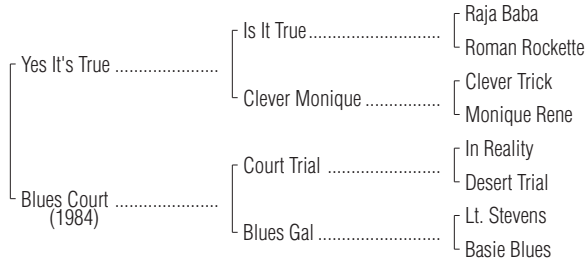 Raja Baba
Is It True
Roman Rockette
Yes It's True
Clever Trick
Clever Monique
Monique Rene
In Reality
Court Trial
Desert Trial
Blues Court
(1984)
Lt. Stevens
Blues Gal
Basie Blues